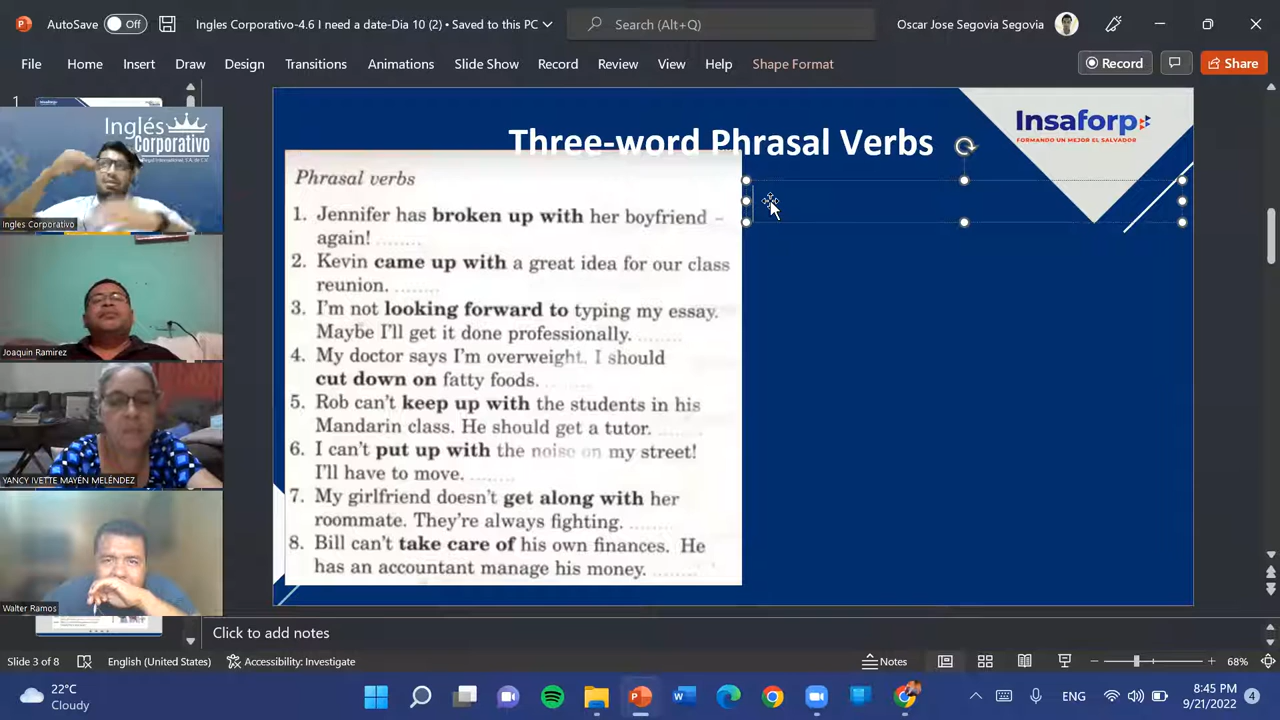 AutoSave Off Ingles Corporativo-4.6 I need a date-Dia 10 (2) • Saved to this PC Search (Alt+Q) Oscar Jose Segovia Segovia
File Home Insert Draw Design Transitions Animations Slide Show Record Review View Help Shape Format Record Share
1
Inglés
Corporativo
Ingles Corporativo
Joaquin Ramirez
YANCY IVETTE MAYÉN MELÉNDEZ
Walter Ramos
Insaforp
FORMANDO UN MEJOR EL SALVADOR
Three-word Phrasal Verbs
Phrasal verbs
1. Jennifer has broken up with her boyfriend –
again! ........
2. Kevin came up with a great idea for our class
reunion. ........
3. I'm not looking forward to typing my essay.
Maybe I'll get it done professionally. ........
4. My doctor says I'm overweight. I should
cut down on fatty foods. ........
5. Rob can't keep up with the students in his
Mandarin class. He should get a tutor. ........
6. I can't put up with the noise on my street!
I'll have to move. ........
7. My girlfriend doesn't get along with her
roommate. They're always fighting. ........
8. Bill can't take care of his own finances. He
has an accountant manage his money. ........
Click to add notes
Slide 3 of 8 English (United States) Accessibility: Investigate Notes 68%
22°C
Cloudy
ENG
8:45 PM
9/21/2022
4